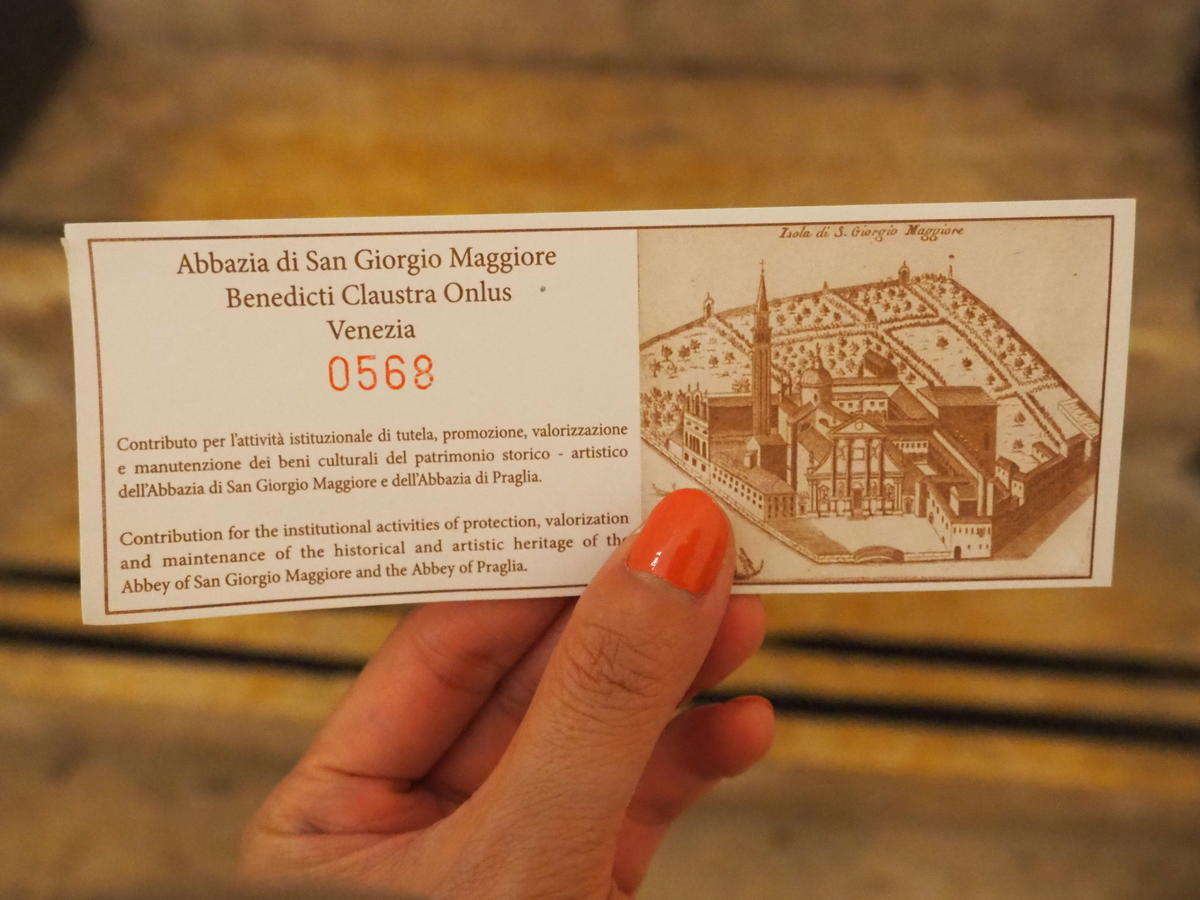 Abbazia di San Giorgio Maggiore
Benedicti Claustra Onlus
Venezia
0568
Contributo per l'attività istituzionale di tutela, promozione, valorizzazione
e manutenzione dei beni culturali del patrimonio storico - artistico
dell'Abbazia di San Giorgio Maggiore e dell'Abbazia di Praglia.
Contribution for the institutional activities of protection, valorization
and maintenance of the historical and artistic heritage of the
Abbey of San Giorgio Maggiore and the Abbey of Praglia.
Isola di S. Giorgio Maggiore